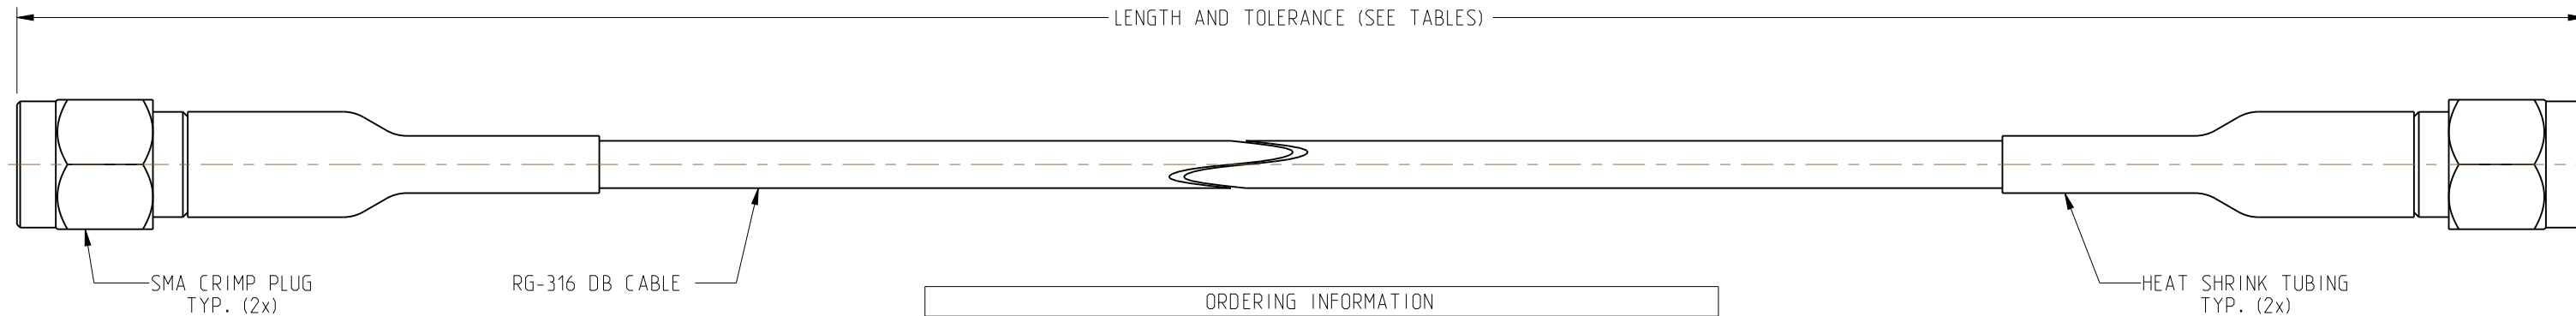 LENGTH AND TOLERANCE (SEE TABLES)
SMA CRIMP PLUG
TYP. (2x)
RG-316 DB CABLE
ORDERING INFORMATION
HEAT SHRINK TUBING
TYP. (2x)